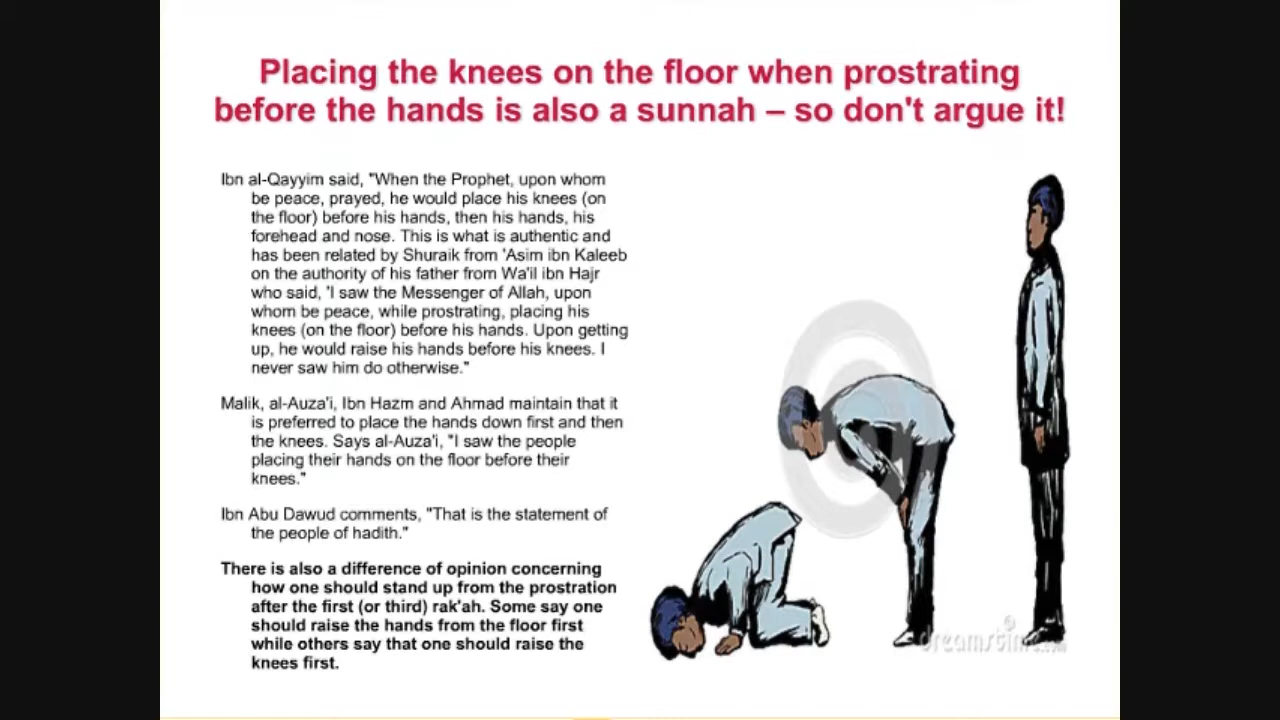 Placing the knees on the floor when prostrating
before the hands is also a sunnah – so don't argue it!
Ibn al-Qayyim said, "When the Prophet, upon whom
be peace, prayed, he would place his knees (on
the floor) before his hands, then his hands, his
forehead and nose. This is what is authentic and
has been related by Shuraik from 'Asim ibn Kaleeb
on the authority of his father from Wa'il ibn Hajr
who said, 'I saw the Messenger of Allah, upon
whom be peace, while prostrating, placing his
knees (on the floor) before his hands. Upon getting
up, he would raise his hands before his knees. I
never saw him do otherwise."
Malik, al-Auza'i, Ibn Hazm and Ahmad maintain that it
is preferred to place the hands down first and then
the knees. Says al-Auza'i, "I saw the people
placing their hands on the floor before their
knees."
Ibn Abu Dawud comments, "That is the statement of
the people of hadith."
There is also a difference of opinion concerning
how one should stand up from the prostration
after the first (or third) rak'ah. Some say one
should raise the hands from the floor first
while others say that one should raise the
knees first.
dreamstime.com